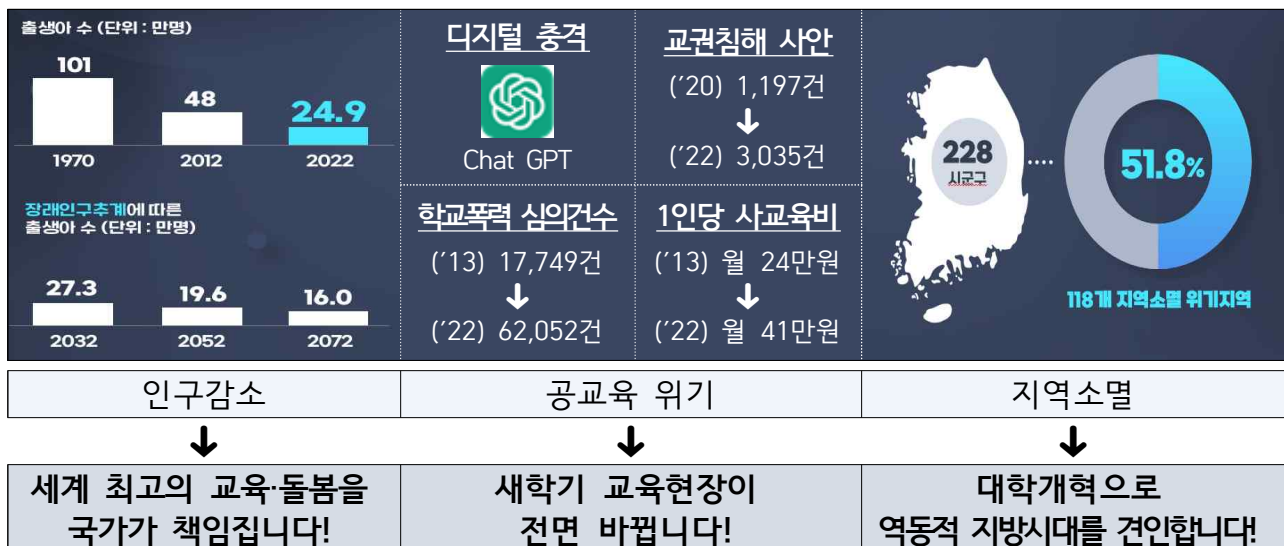 출생아 수 (단위 : 만명)
101
48
24.9
1970
2012
2022
장래인구추계에 따른
출생아 수 (단위 : 만명)
27.3
19.6
16.0
2032
2052
2072
디지털 충격
Chat GPT
교권침해 사안
(’20) 1,197건
↓
(’22) 3,035건
학교폭력 심의건수
(’13) 17,749건
↓
(’22) 62,052건
1인당 사교육비
(’13) 월 24만원
↓
(’22) 월 41만원
228
시군구
51.8%
118개 지역소멸 위기지역
인구감소
공교육 위기
지역소멸
↓
↓
↓
세계 최고의 교육·돌봄을
국가가 책임집니다!
새학기 교육현장이
전면 바뀝니다!
대학개혁으로
역동적 지방시대를 견인합니다!